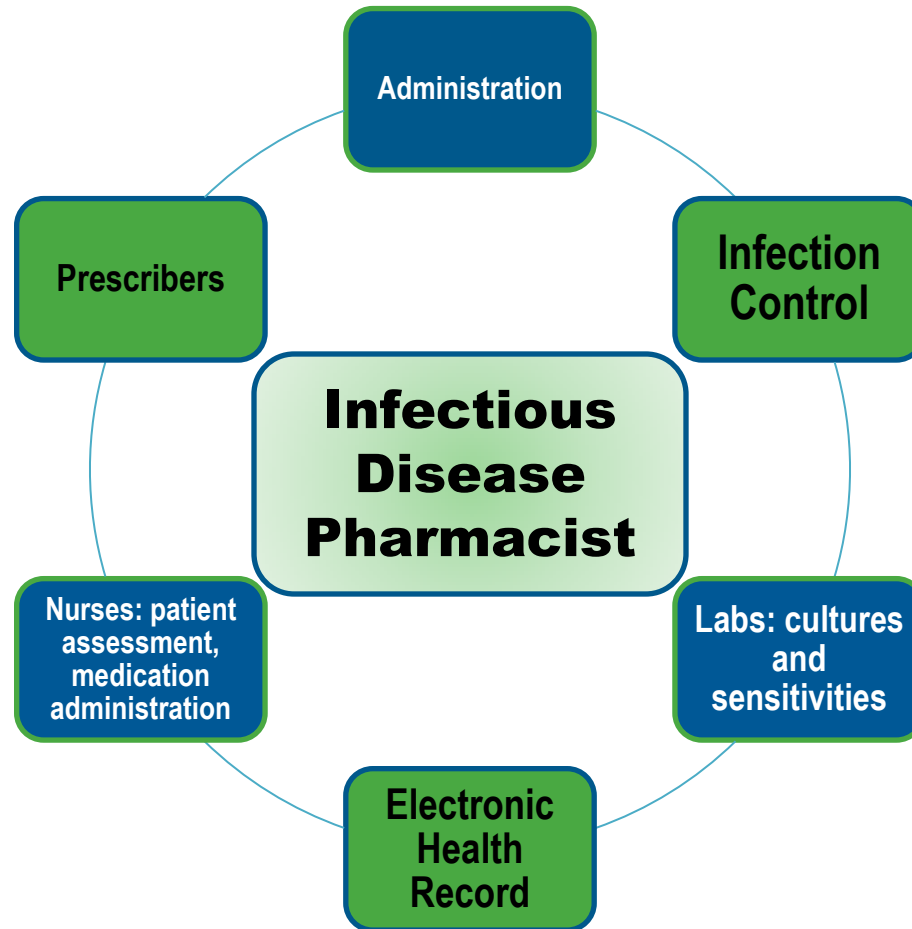 Administration
Prescribers
Infection
Control
Infectious
Disease
Pharmacist
Nurses: patient
assessment,
medication
administration
Labs: cultures
and
sensitivities
Electronic
Health
Record